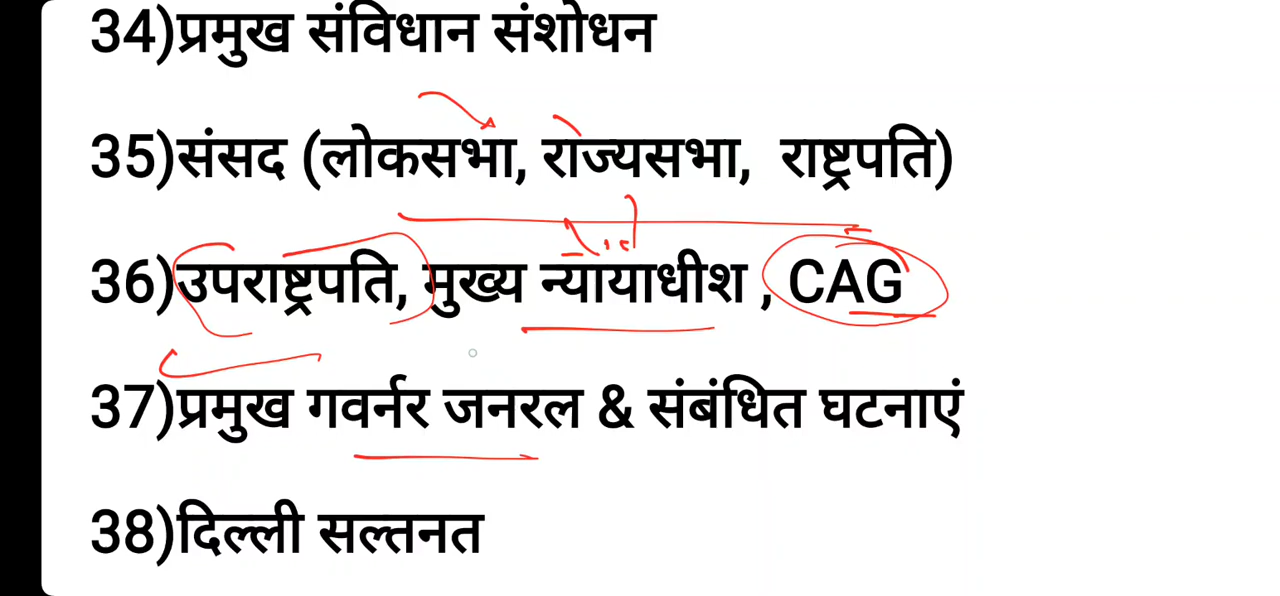 34)प्रमुख संविधान संशोधन
35)संसद (लोकसभा, राज्यसभा, राष्ट्रपति)
36)उपराष्ट्रपति, मुख्य न्यायाधीश , CAG
37)प्रमुख गवर्नर जनरल & संबंधित घटनाएं
38)दिल्ली सल्तनत